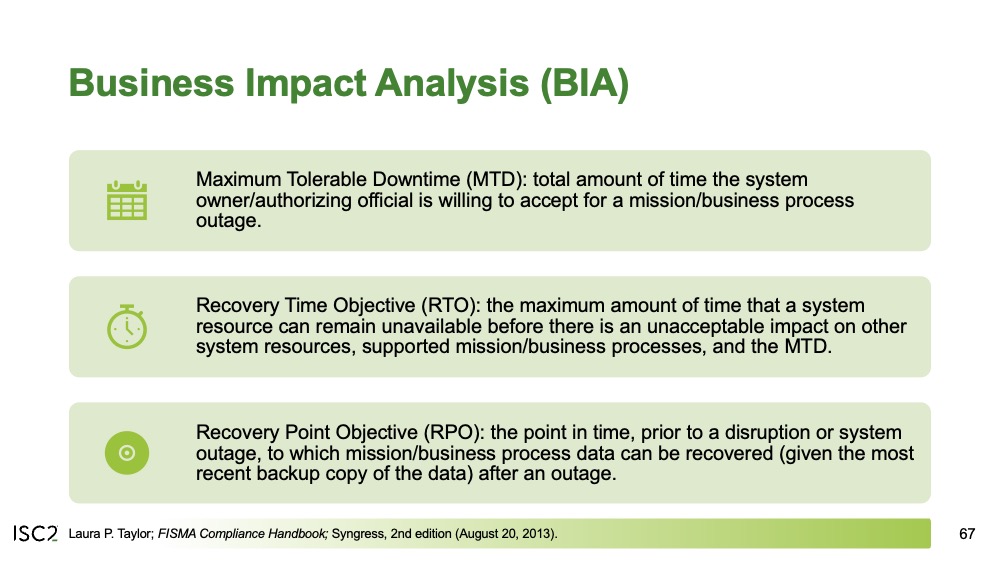 Business Impact Analysis (BIA)
Maximum Tolerable Downtime (MTD): total amount of time the system
owner/authorizing official is willing to accept for a mission/business process
outage.
Recovery Time Objective (RTO): the maximum amount of time that a system
resource can remain unavailable before there is an unacceptable impact on other
system resources, supported mission/business processes, and the MTD.
Recovery Point Objective (RPO): the point in time, prior to a disruption or system
outage, to which mission/business process data can be recovered (given the most
recent backup copy of the data) after an outage.
ISC2 Laura P. Taylor; FISMA Compliance Handbook; Syngress, 2nd edition (August 20, 2013). 67